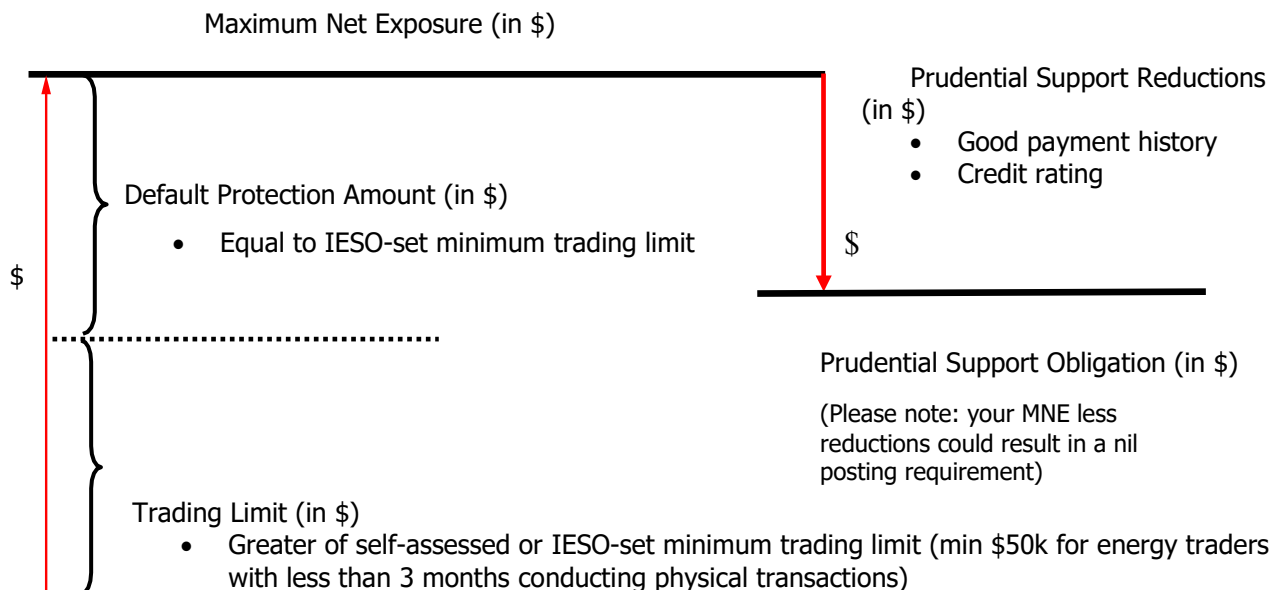 Maximum Net Exposure (in $)
Prudential Support Reductions
(in $)
• Good payment history
• Credit rating
Default Protection Amount (in $)
• Equal to IESO-set minimum trading limit
$
$
Prudential Support Obligation (in $)
(Please note: your MNE less
reductions could result in a nil
posting requirement)
Trading Limit (in $)
• Greater of self-assessed or IESO-set minimum trading limit (min $50k for energy traders
with less than 3 months conducting physical transactions)